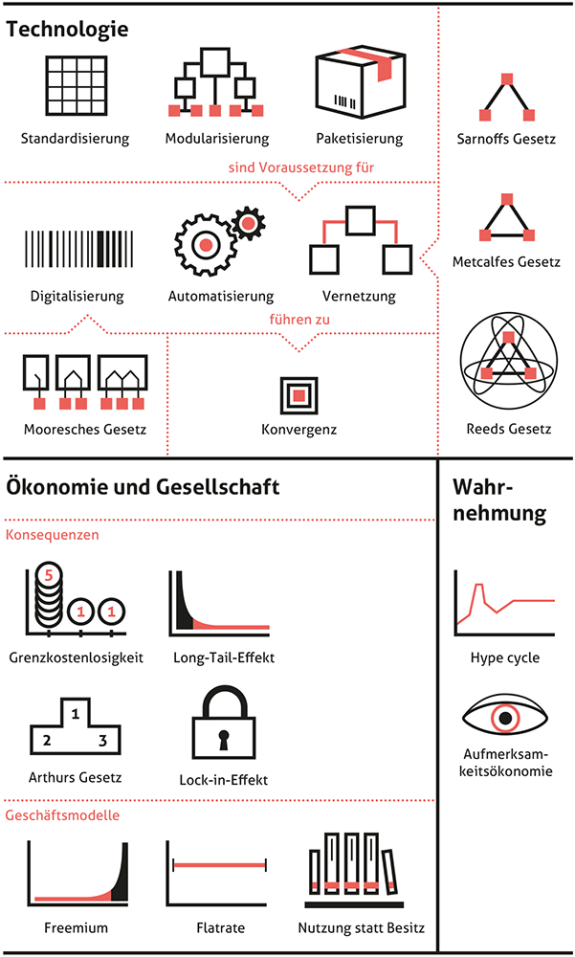 Technologie
Standardisierung
Modularisierung
Paketisierung
Sarnoffs Gesetz
sind Voraussetzung für
Metcalfes Gesetz
Digitalisierung
Automatisierung
Vernetzung
führen zu
Mooresches Gesetz
Konvergenz
Reeds Gesetz
Ökonomie und Gesellschaft
Konsequenzen
5
1
1
Grenzkostenlosigkeit
Long-Tail-Effekt
1
2
3
Arthurs Gesetz
Lock-in-Effekt
Geschäftsmodelle
Freemium
Flatrate
Nutzung statt Besitz
Wahr-
nehmung
Hype cycle
Aufmerksam-
keitsökonomie